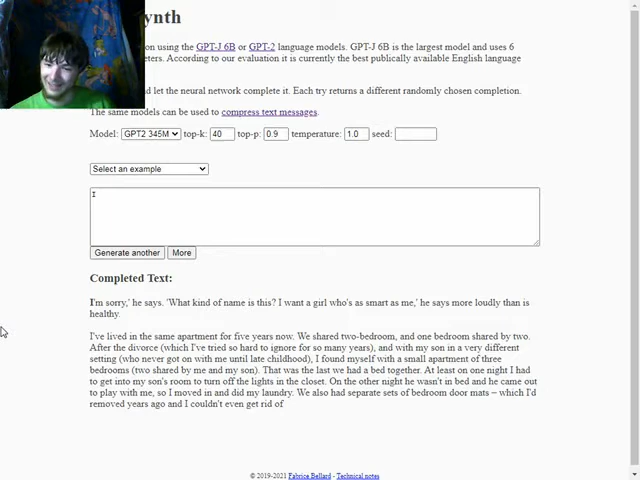 ynth
on using the GPT-J 6B or GPT-2 language models. GPT-J 6B is the largest model and uses 6
eters. According to our evaluation it is currently the best publically available English language
and let the neural network complete it. Each try returns a different randomly chosen completion.
The same models can be used to compress text messages.
Model: GPT2 345M top-k: 40 top-p: 0.9 temperature: 1.0 seed:
Select an example
I
Generate another More
Completed Text:
I'm sorry,' he says. 'What kind of name is this? I want a girl who's as smart as me,' he says more loudly than is
healthy.
I've lived in the same apartment for five years now. We shared two-bedroom, and one bedroom shared by two.
After the divorce (which I've tried so hard to ignore for so many years), and with my son in a very different
setting (who never got on with me until late childhood), I found myself with a small apartment of three
bedrooms (two shared by me and my son). That was the last we had a bed together. At least on one night I had
to get into my son's room to turn off the lights in the closet. On the other night he wasn't in bed and he came out
to play with me, so I moved in and did my laundry. We also had separate sets of bedroom door mats – which I'd
removed years ago and I couldn't even get rid of
© 2019-2021 Fabrice Bellard - Technical notes